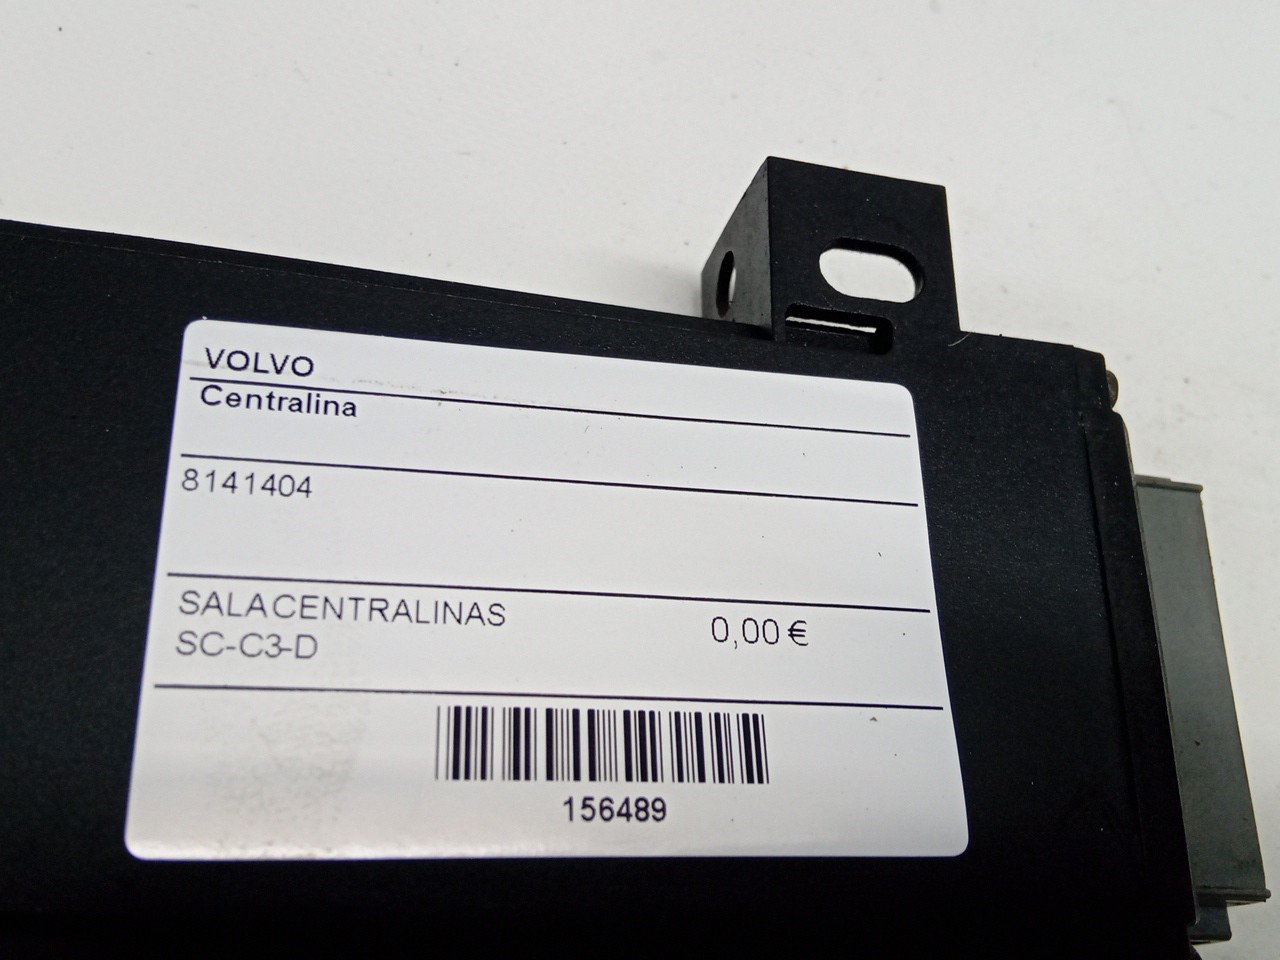 VOLVO
Centralina
8141404
SALACENTRALINAS
0,00 €
SC-C3-D
156489